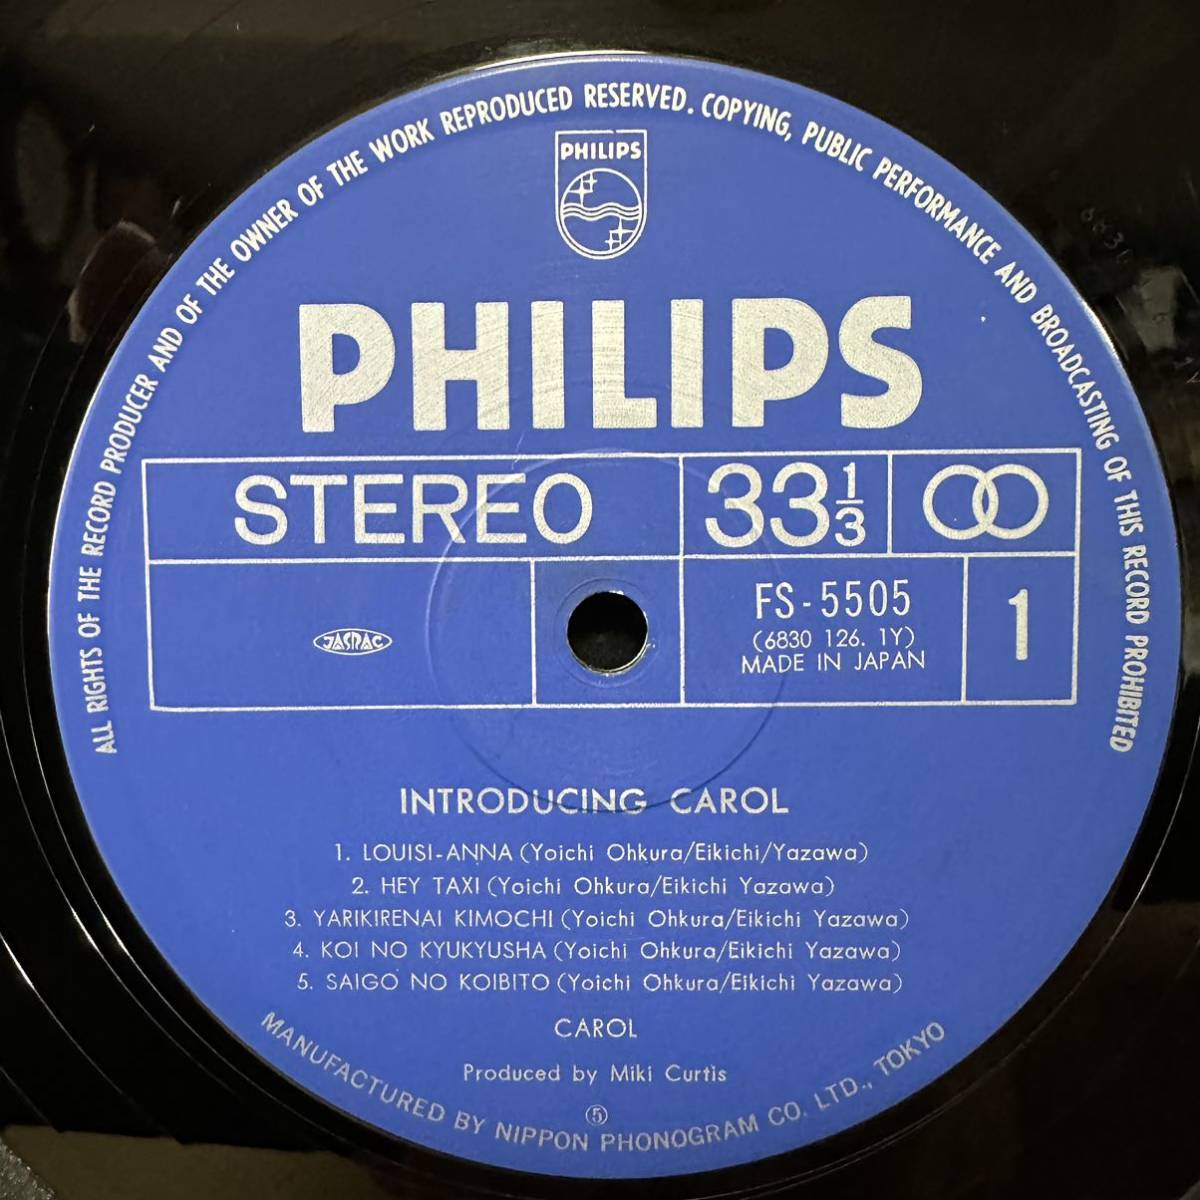 ALL RIGHTS OF THE RECORD PRODUCER AND OF THE OWNER OF THE WORK REPRODUCED RESERVED. COPYING, PUBLIC PERFORMANCE AND BROADCASTING OF THIS RECORD PROHIBITED
PHILIPS
PHILIPS
STEREO 33 1/3
JASRAC
FS-5505
(6830 126. 1Y)
MADE IN JAPAN
1
INTRODUCING CAROL
1. LOUISI-ANNA (Yoichi Ohkura/Eikichi/Yazawa)
2. HEY TAXI (Yoichi Ohkura/Eikichi Yazawa)
3. YARIKIRENAI KIMOCHI (Yoichi Ohkura/Eikichi Yazawa)
4. KOI NO KYUKYUSHA (Yoichi Ohkura/Eikichi Yazawa)
5. SAIGO NO KOIBITO (Yoichi Ohkura/Eikichi Yazawa)
CAROL
Produced by Miki Curtis
⑤
MANUFACTURED BY NIPPON PHONOGRAM CO. LTD., TOKYO